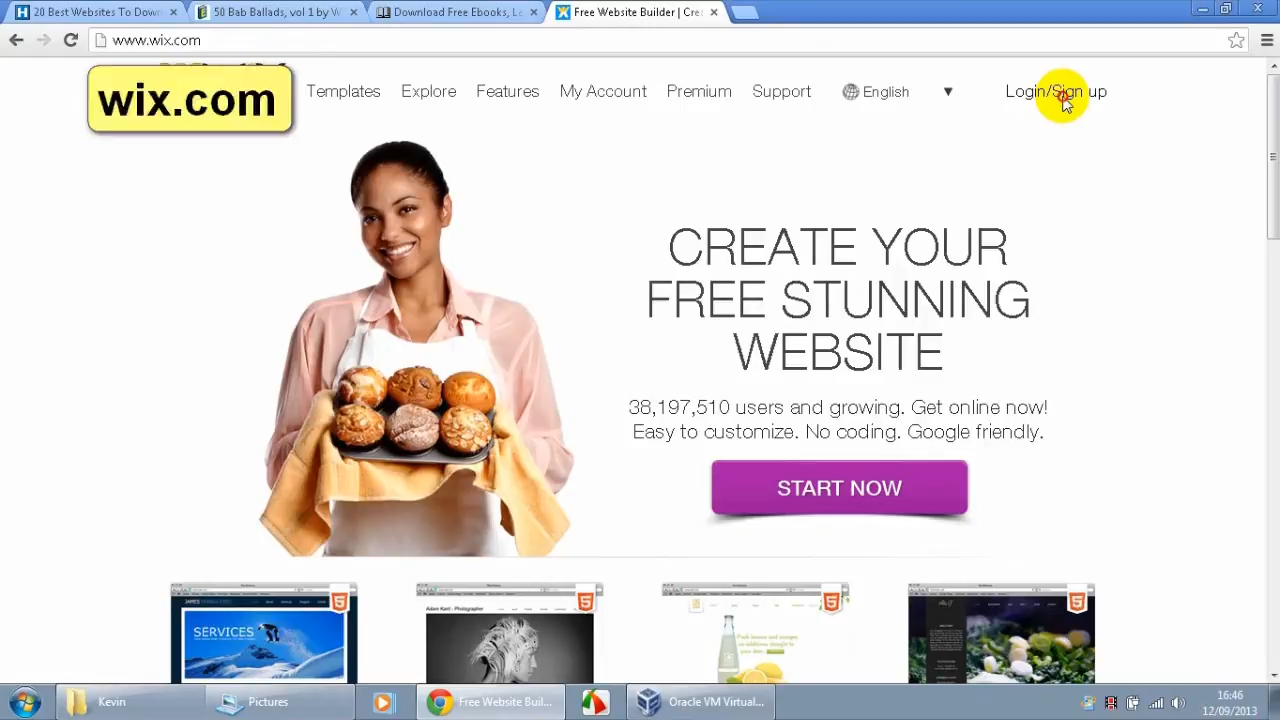 20 Best Websites To Down
50 Bab Ballads, vol 1 by W
Download Free Ebooks, Le
Free Website Builder | Cre
www.wix.com
wix.com
Templates
Explore
Features
My Account
Premium
Support
English
Login/Sign up
CREATE YOUR
FREE STUNNING
WEBSITE
38,197,510 users and growing. Get online now!
Easy to customize. No coding. Google friendly.
START NOW
SERVICES
Adam Kant - Photographer
Kevin
Pictures
Free Website Buil...
Oracle VM Virtual...
16:46
12/09/2013